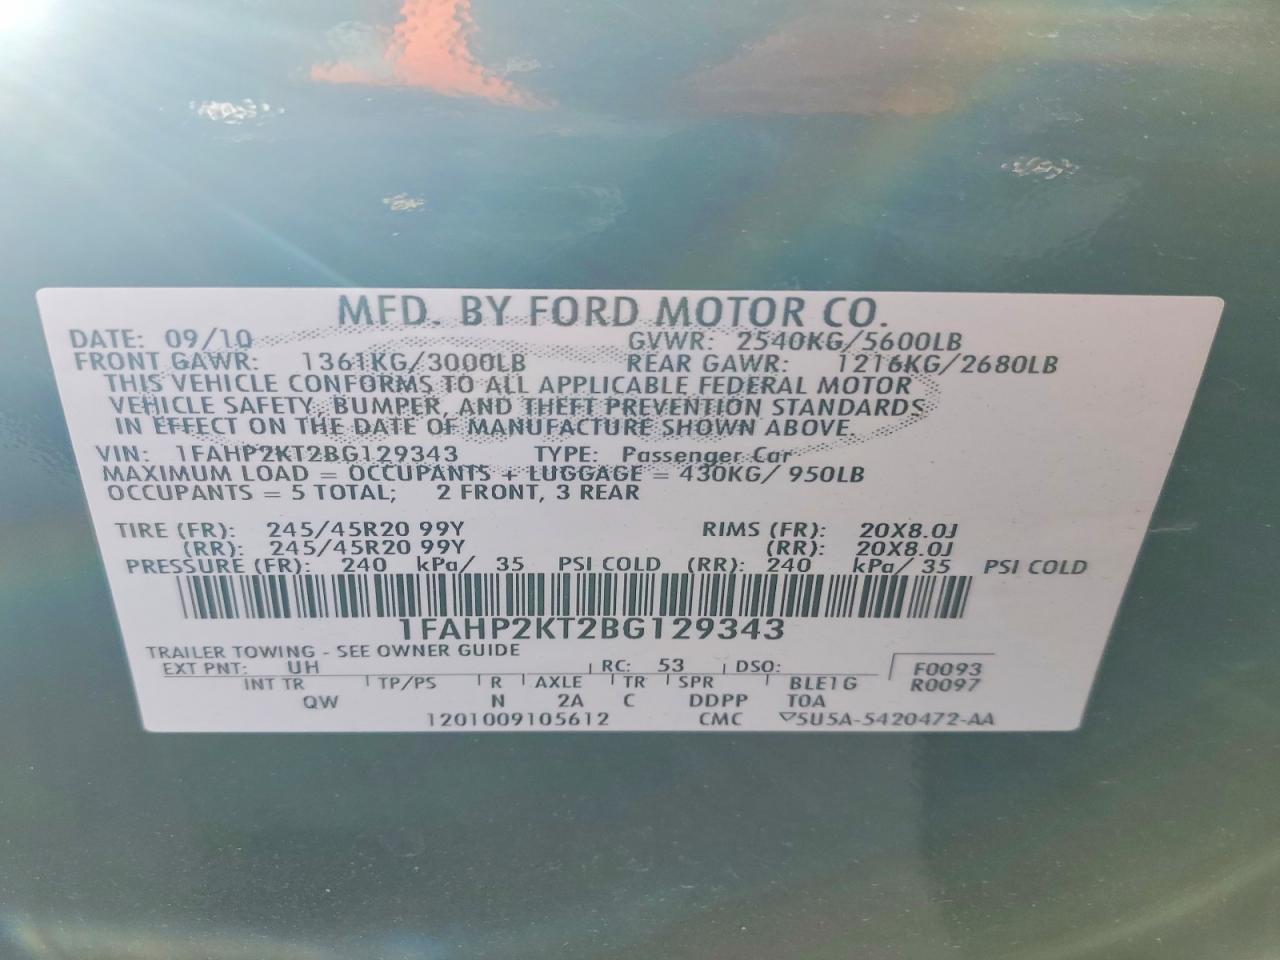 MFD. BY FORD MOTOR CO.
DATE: 09/10 GVWR: 2540KG/5600LB
FRONT GAWR: 1361KG/3000LB REAR GAWR: 1216KG/2680LB
THIS VEHICLE CONFORMS TO ALL APPLICABLE FEDERAL MOTOR
VEHICLE SAFETY, BUMPER, AND THEFT PREVENTION STANDARDS
IN EFFECT ON THE DATE OF MANUFACTURE SHOWN ABOVE.
VIN: 1FAHP2KT2BG129343 TYPE: Passenger Car
MAXIMUM LOAD = OCCUPANTS + LUGGAGE = 430KG/ 950LB
OCCUPANTS = 5 TOTAL; 2 FRONT, 3 REAR
TIRE (FR): 245/45R20 99Y RIMS (FR): 20X8.0J
(RR): 245/45R20 99Y (RR): 20X8.0J
PRESSURE (FR): 240 kPa/ 35 PSI COLD (RR): 240 kPa/ 35 PSI COLD
1FAHP2KT2BG129343
TRAILER TOWING - SEE OWNER GUIDE
EXT PNT: UH RC: 53 DSO: F0093
INT TR TP/PS R AXLE TR SPR BLE1G R0097
QW N 2A C DDPP T0A
1201009105612 CMC ▽5U5A-5420472-AA